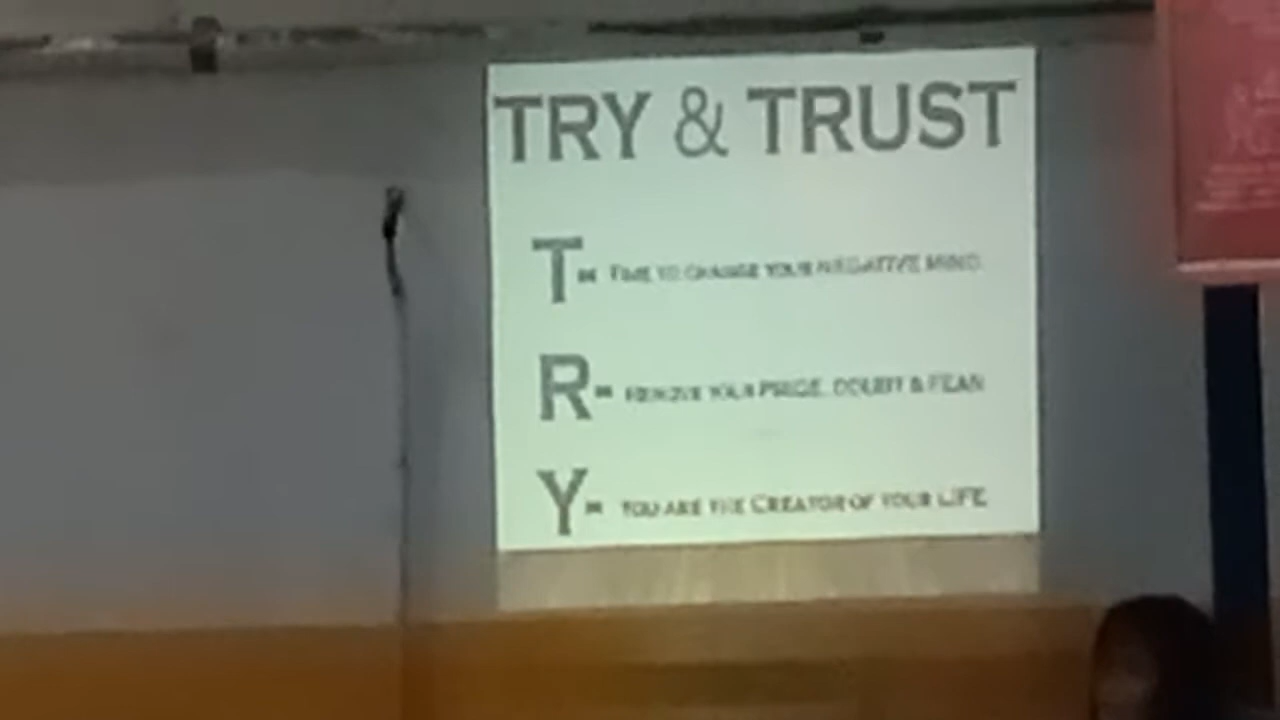 TRY & TRUST
T= TIME TO CHANGE YOUR NEGATIVE MIND.
R= REMOVE YOUR PRIDE, DOUBT & FEAR
Y= YOU ARE THE CREATOR OF YOUR LIFE